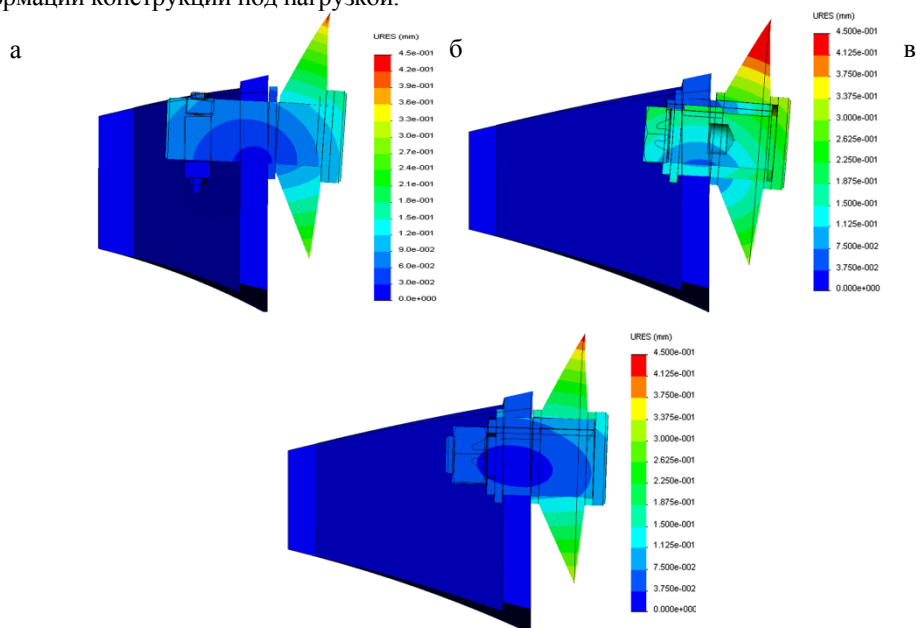 ормации конструкции под нагрузкой.
а
URES (mm)
4.5e-001
4.2e-001
3.9e-001
3.6e-001
3.3e-001
3.0e-001
2.7e-001
2.4e-001
2.1e-001
1.8e-001
1.5e-001
1.2e-001
9.0e-002
6.0e-002
3.0e-002
0.0e+000
б
URES (mm)
4.500e-001
4.125e-001
3.750e-001
3.375e-001
3.000e-001
2.625e-001
2.250e-001
1.875e-001
1.500e-001
1.125e-001
7.500e-002
3.750e-002
0.000e+000
в
URES (mm)
4.500e-001
4.125e-001
3.750e-001
3.375e-001
3.000e-001
2.625e-001
2.250e-001
1.875e-001
1.500e-001
1.125e-001
7.500e-002
3.750e-002
0.000e+000